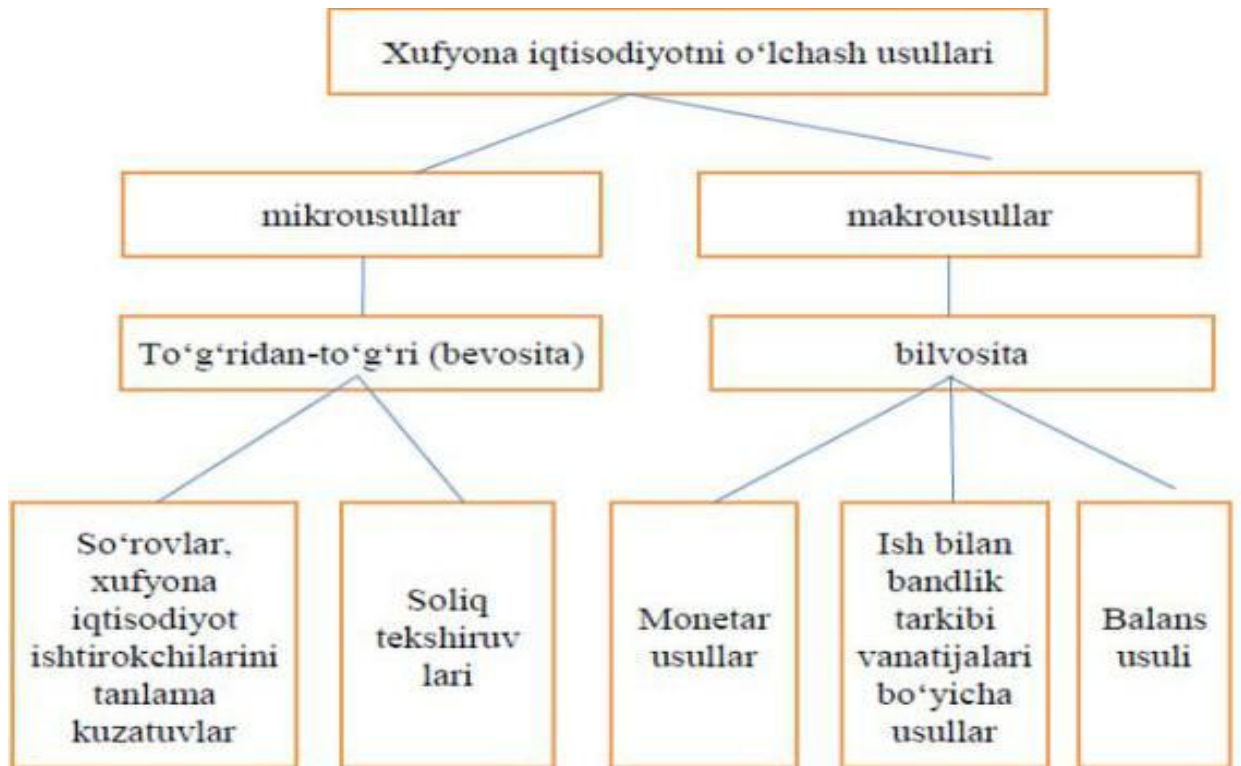 Xufyona iqtisodiyotni o‘lchash usullari
mikrousullar
makrousullar
To‘g‘ridan-to‘g‘ri (bevosita)
bilvosita
So‘rovlar,
xufyona
iqtisodiyot
ishtirokchilarini
tanlama
kuzatuvlar
Soliq
tekshiruv
lari
Monetar
usullar
Ish bilan
bandlik
tarkibi
vanatijalari
bo‘yicha
usullar
Balans
usuli